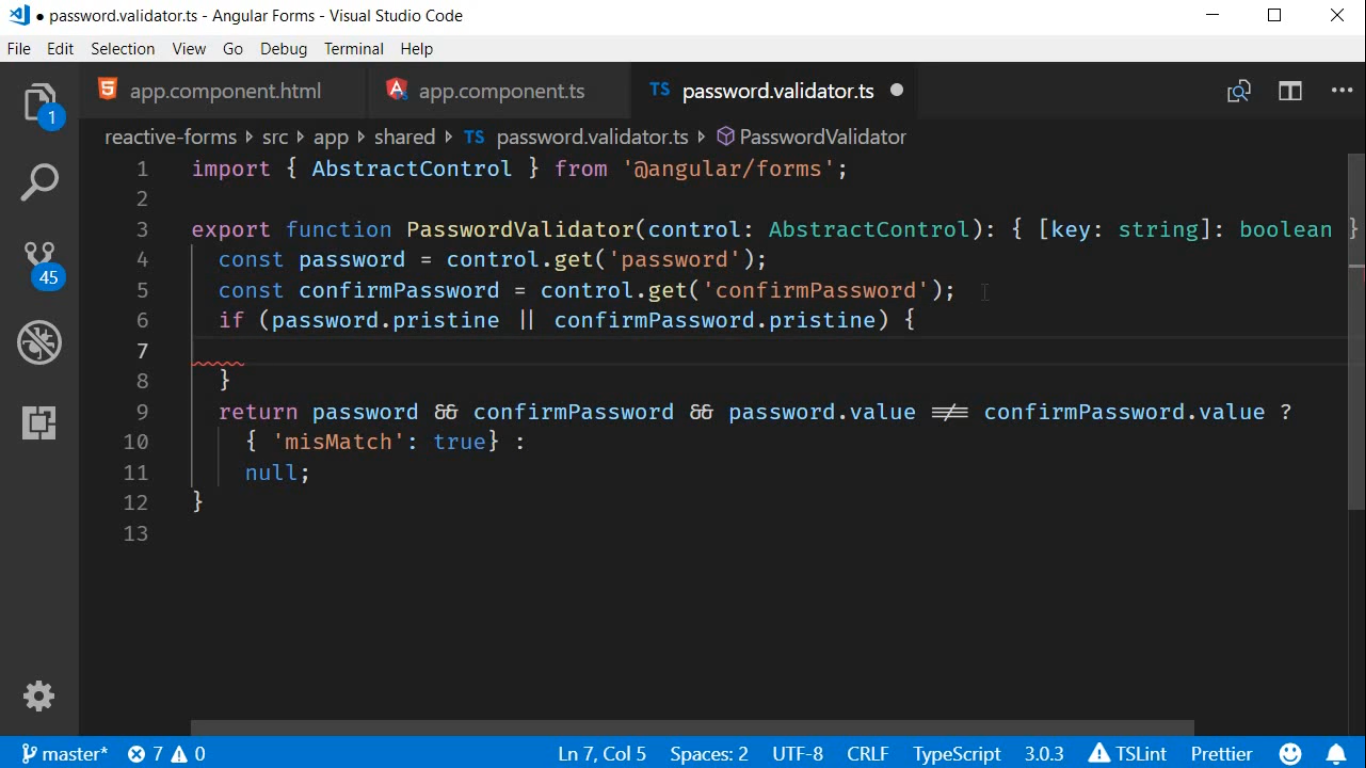 ● password.validator.ts - Angular Forms - Visual Studio Code
File Edit Selection View Go Debug Terminal Help
1
app.component.html
app.component.ts
TS password.validator.ts
reactive-forms src app shared TS password.validator.ts PasswordValidator
1 import { AbstractControl } from '@angular/forms';
2
3 export function PasswordValidator(control: AbstractControl): { [key: string]: boolean }
4 const password = control.get('password');
5 const confirmPassword = control.get('confirmPassword');
6 if (password.pristine || confirmPassword.pristine) {
7
8 }
9 return password && confirmPassword && password.value !== confirmPassword.value ?
10 { 'misMatch': true} :
11 null;
12 }
13
45
master* 7 0 Ln 7, Col 5 Spaces: 2 UTF-8 CRLF TypeScript 3.0.3 TSLint Prettier